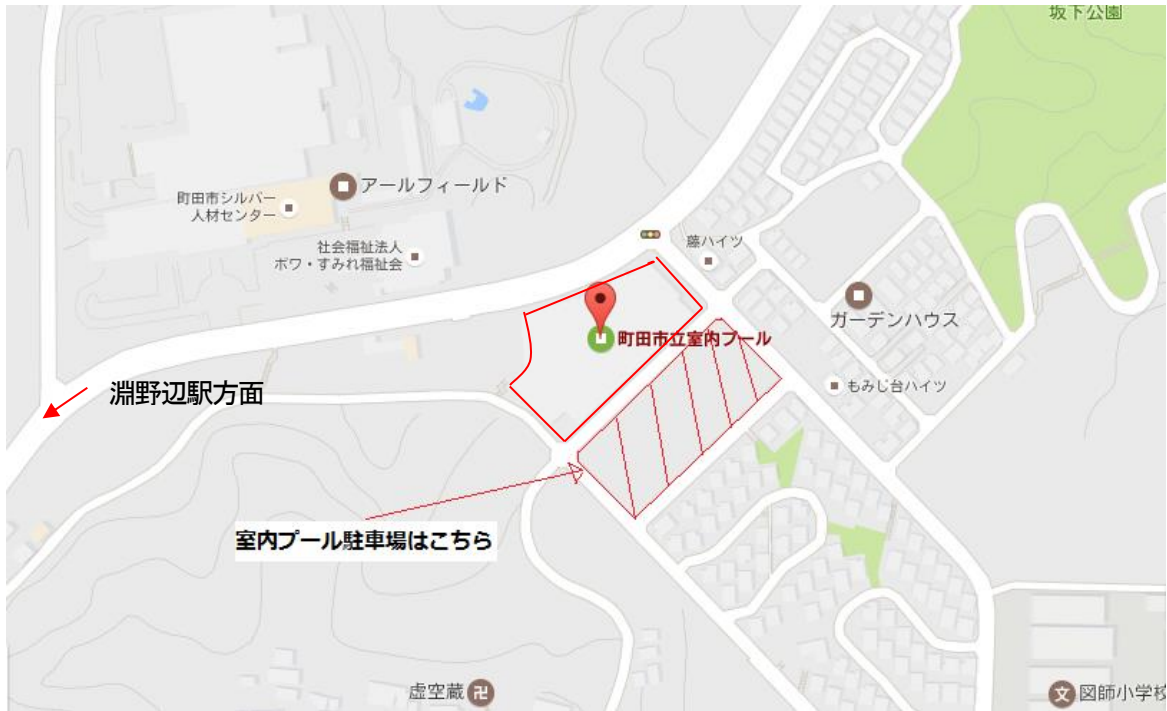 坂下公園
アールフィールド
町田市シルバー
人材センター
社会福祉法人
ボワ・すみれ福祉会
藤ハイツ
ガーデンハウス
町田市立室内プール
もみじ台ハイツ
淵野辺駅方面
室内プール駐車場はこちら
虚空蔵
卍
文
図師小学校